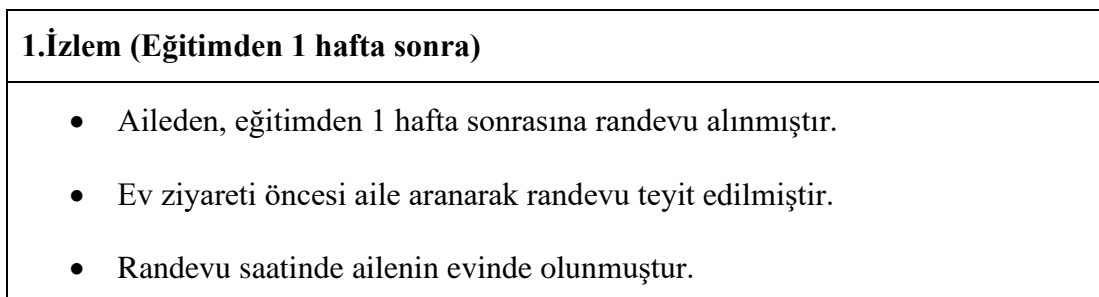 1.İzlem (Eğitimden 1 hafta sonra)
• Aileden, eğitimden 1 hafta sonrasına randevu alınmıştır.
• Ev ziyareti öncesi aile aranarak randevu teyit edilmiştir.
• Randevu saatinde ailenin evinde olunmuştur.